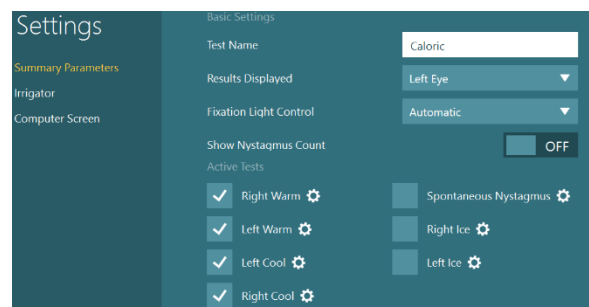 Settings
Summary Parameters
Irrigator
Computer Screen
Basic Settings
Test Name Caloric
Results Displayed Left Eye
Fixation Light Control Automatic
Show Nystagmus Count OFF
Active Tests
Right Warm Spontaneous Nystagmus
Left Warm Right Ice
Left Cool Left Ice
Right Cool